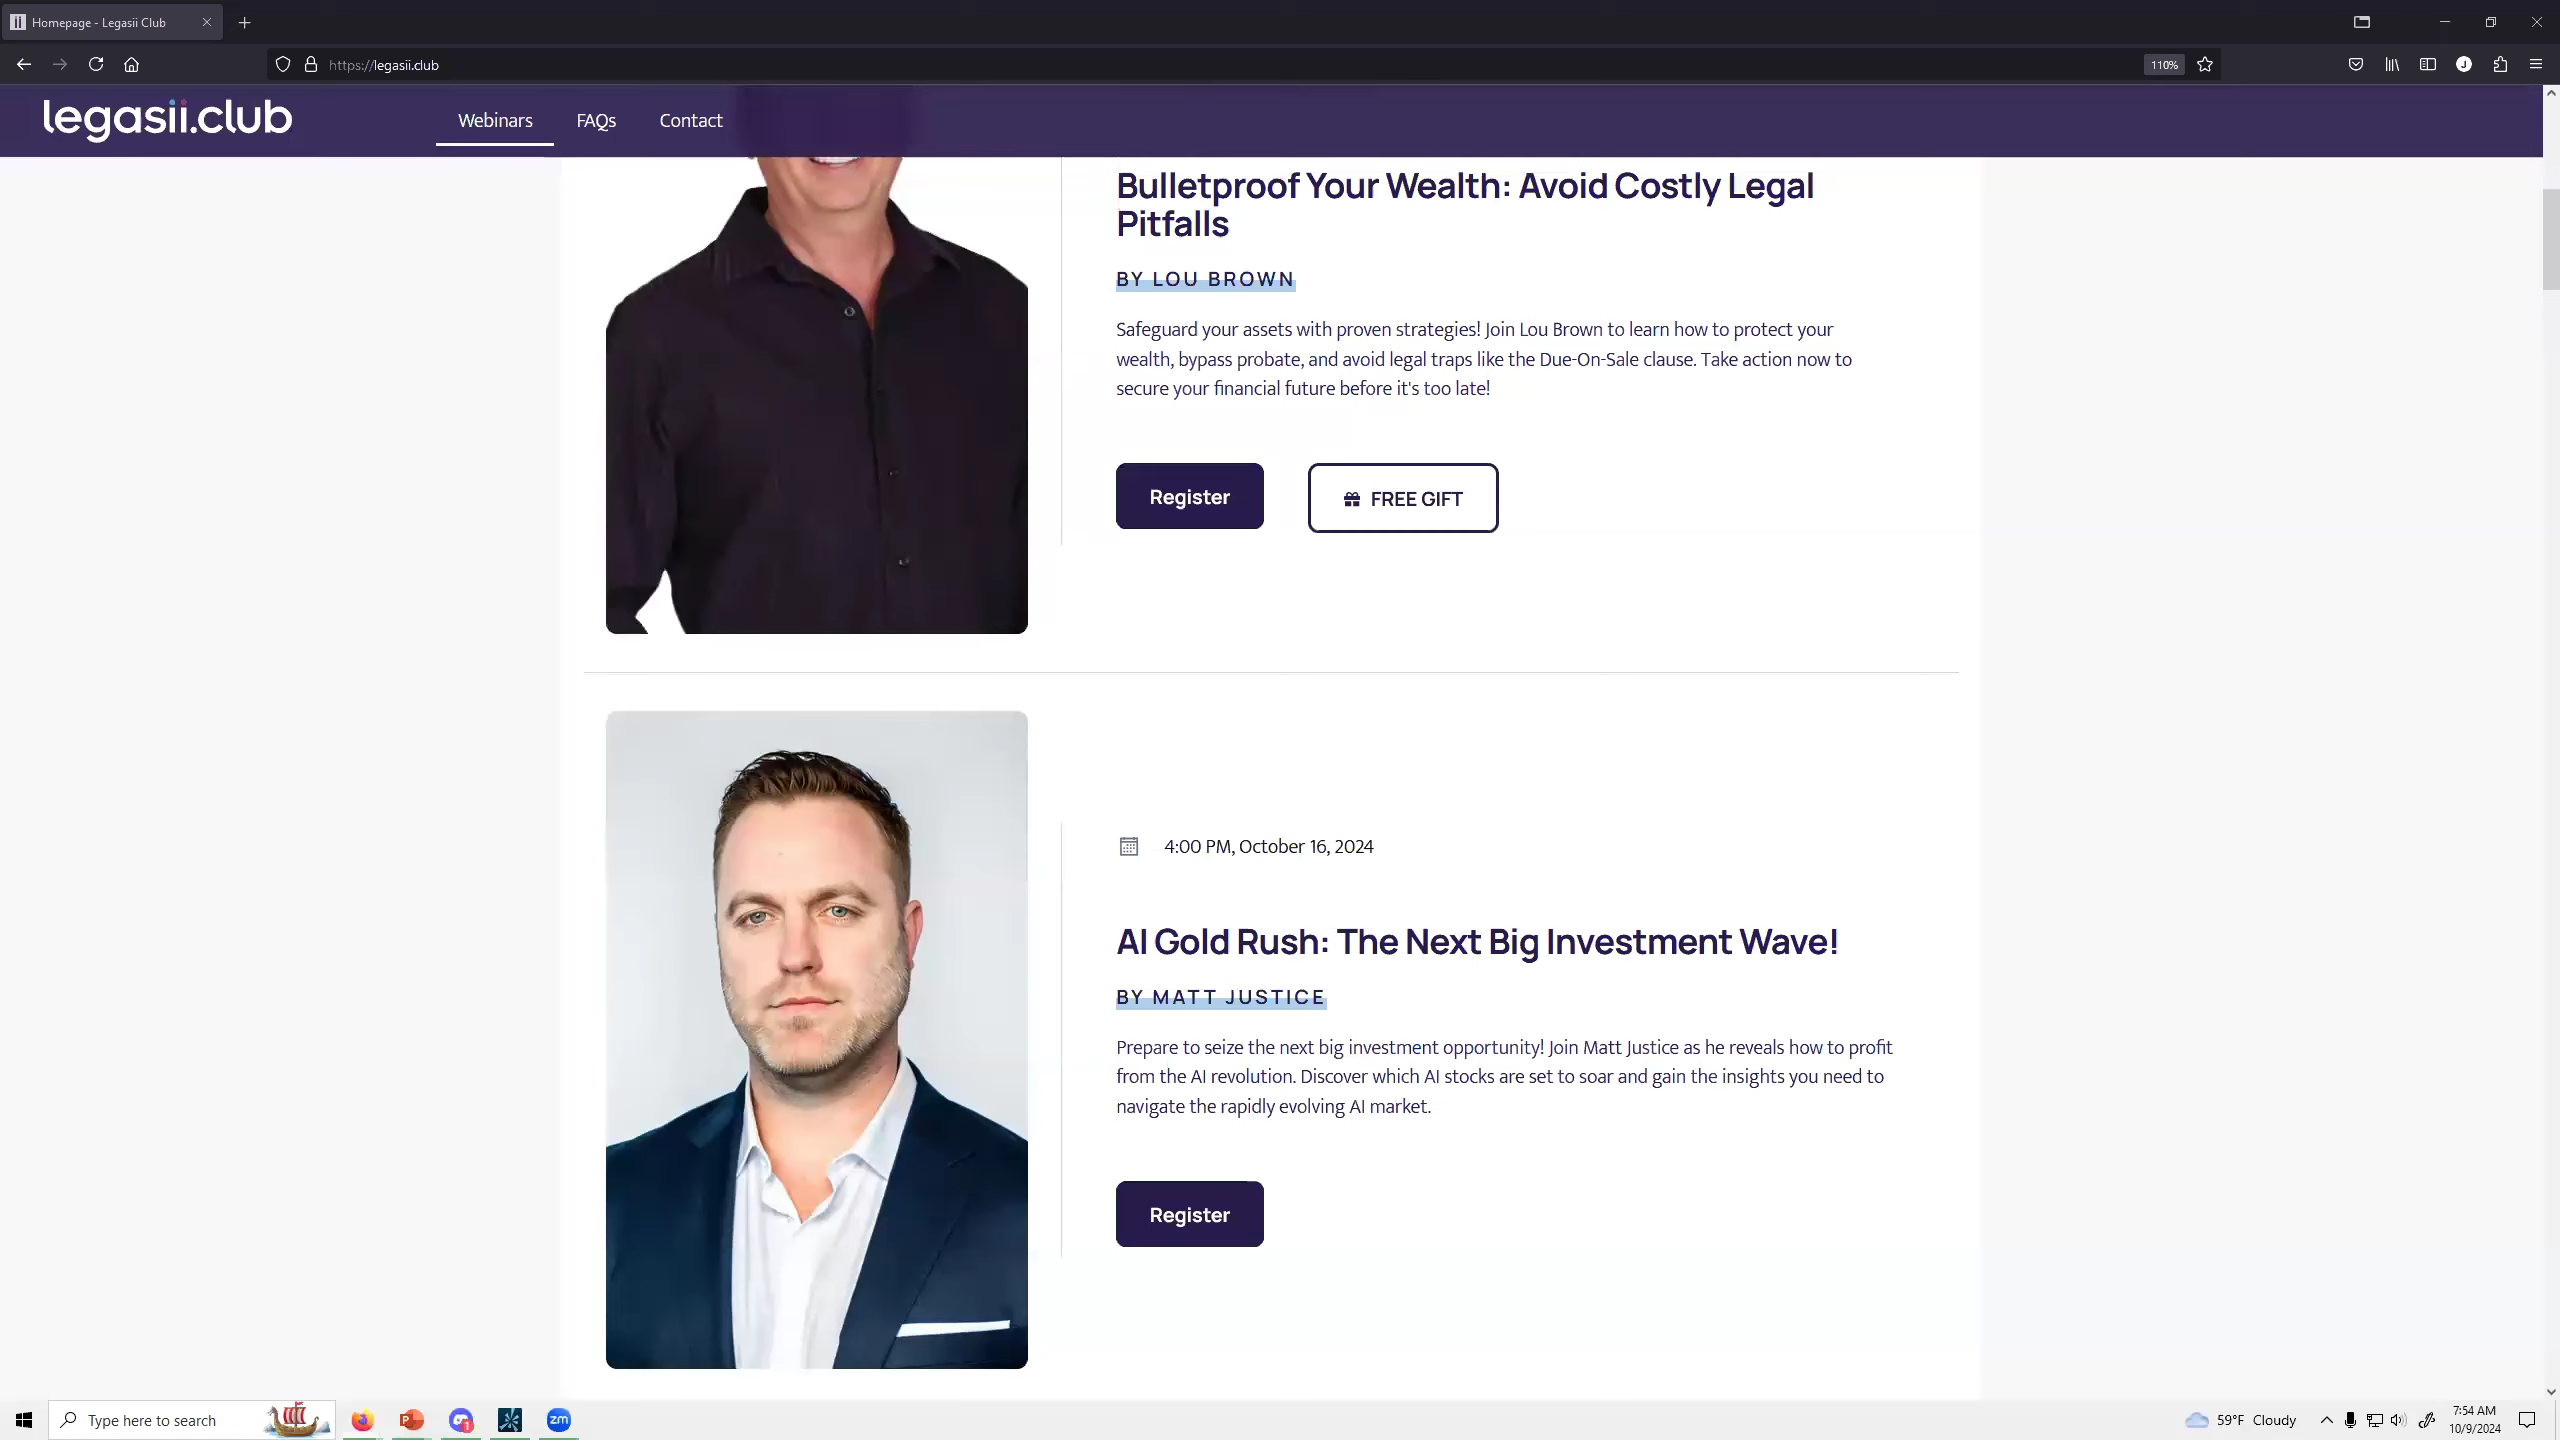 Homepage - Legasii Club
https://legasii.club
110%
legasii.club
Webinars
FAQs
Contact
Bulletproof Your Wealth: Avoid Costly Legal
Pitfalls
BY LOU BROWN
Safeguard your assets with proven strategies! Join Lou Brown to learn how to protect your
wealth, bypass probate, and avoid legal traps like the Due-On-Sale clause. Take action now to
secure your financial future before it's too late!
Register
FREE GIFT
4:00 PM, October 16, 2024
AI Gold Rush: The Next Big Investment Wave!
BY MATT JUSTICE
Prepare to seize the next big investment opportunity! Join Matt Justice as he reveals how to profit
from the AI revolution. Discover which AI stocks are set to soar and gain the insights you need to
navigate the rapidly evolving AI market.
Register
Type here to search
zm
59°F Cloudy
7:54 AM
10/9/2024